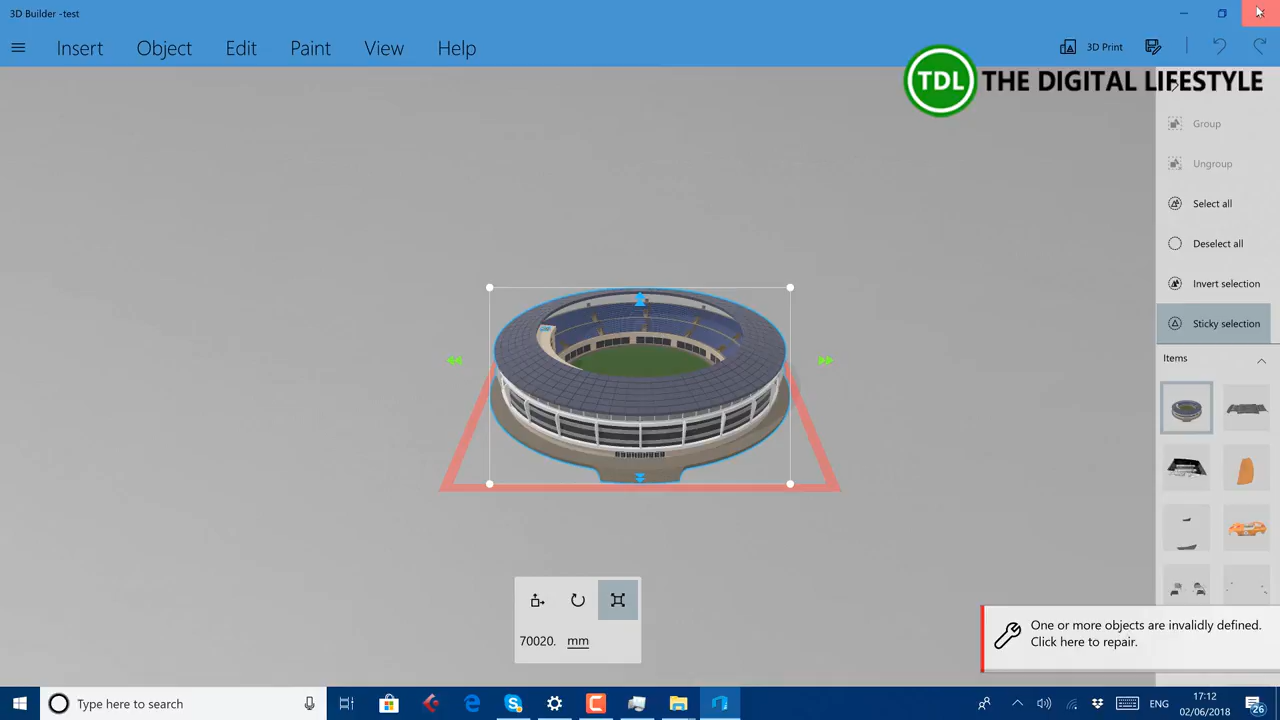 3D Builder -test
Insert
Object
Edit
Paint
View
Help
3D Print
TDL THE DIGITAL LIFESTYLE
Group
Ungroup
Select all
Deselect all
Invert selection
Sticky selection
Items
70020. mm
One or more objects are invalidly defined.
Click here to repair.
Type here to search
ENG
17:12
02/06/2018
26